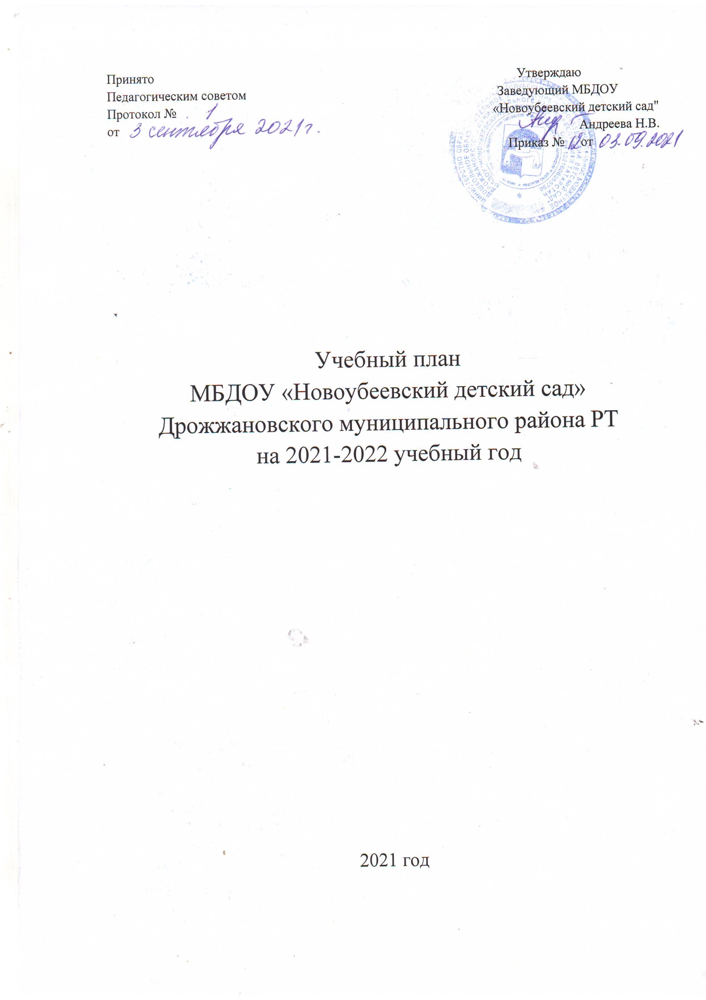 Принято
Педагогическим советом
Протокол № 1
от 3 сентября 2021 г.
Утверждаю
Заведующий МБДОУ
«Новоубеевский детский сад"
Андреева Н.В.
Приказ № 12 от 03.09.2021
Учебный план
МБДОУ «Новоубеевский детский сад»
Дрожжановского муниципального района РТ
на 2021-2022 учебный год
2021 год